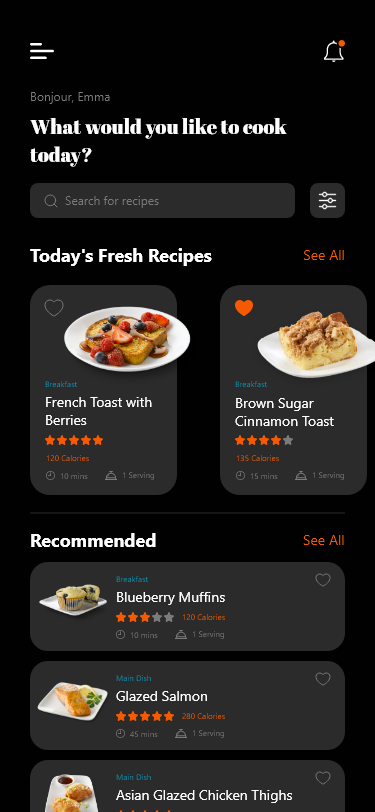 Bonjour, Emma
What would you like to cook
today?
Search for recipes
Today's Fresh Recipes
See All
Breakfast
French Toast with
Berries
120 Calories
10 mins
1 Serving
Breakfast
Brown Sugar
Cinnamon Toast
135 Calories
15 mins
1 Serving
Recommended
See All
Breakfast
Blueberry Muffins
120 Calories
10 mins
1 Serving
Main Dish
Glazed Salmon
280 Calories
45 mins
1 Serving
Main Dish
Asian Glazed Chicken Thighs